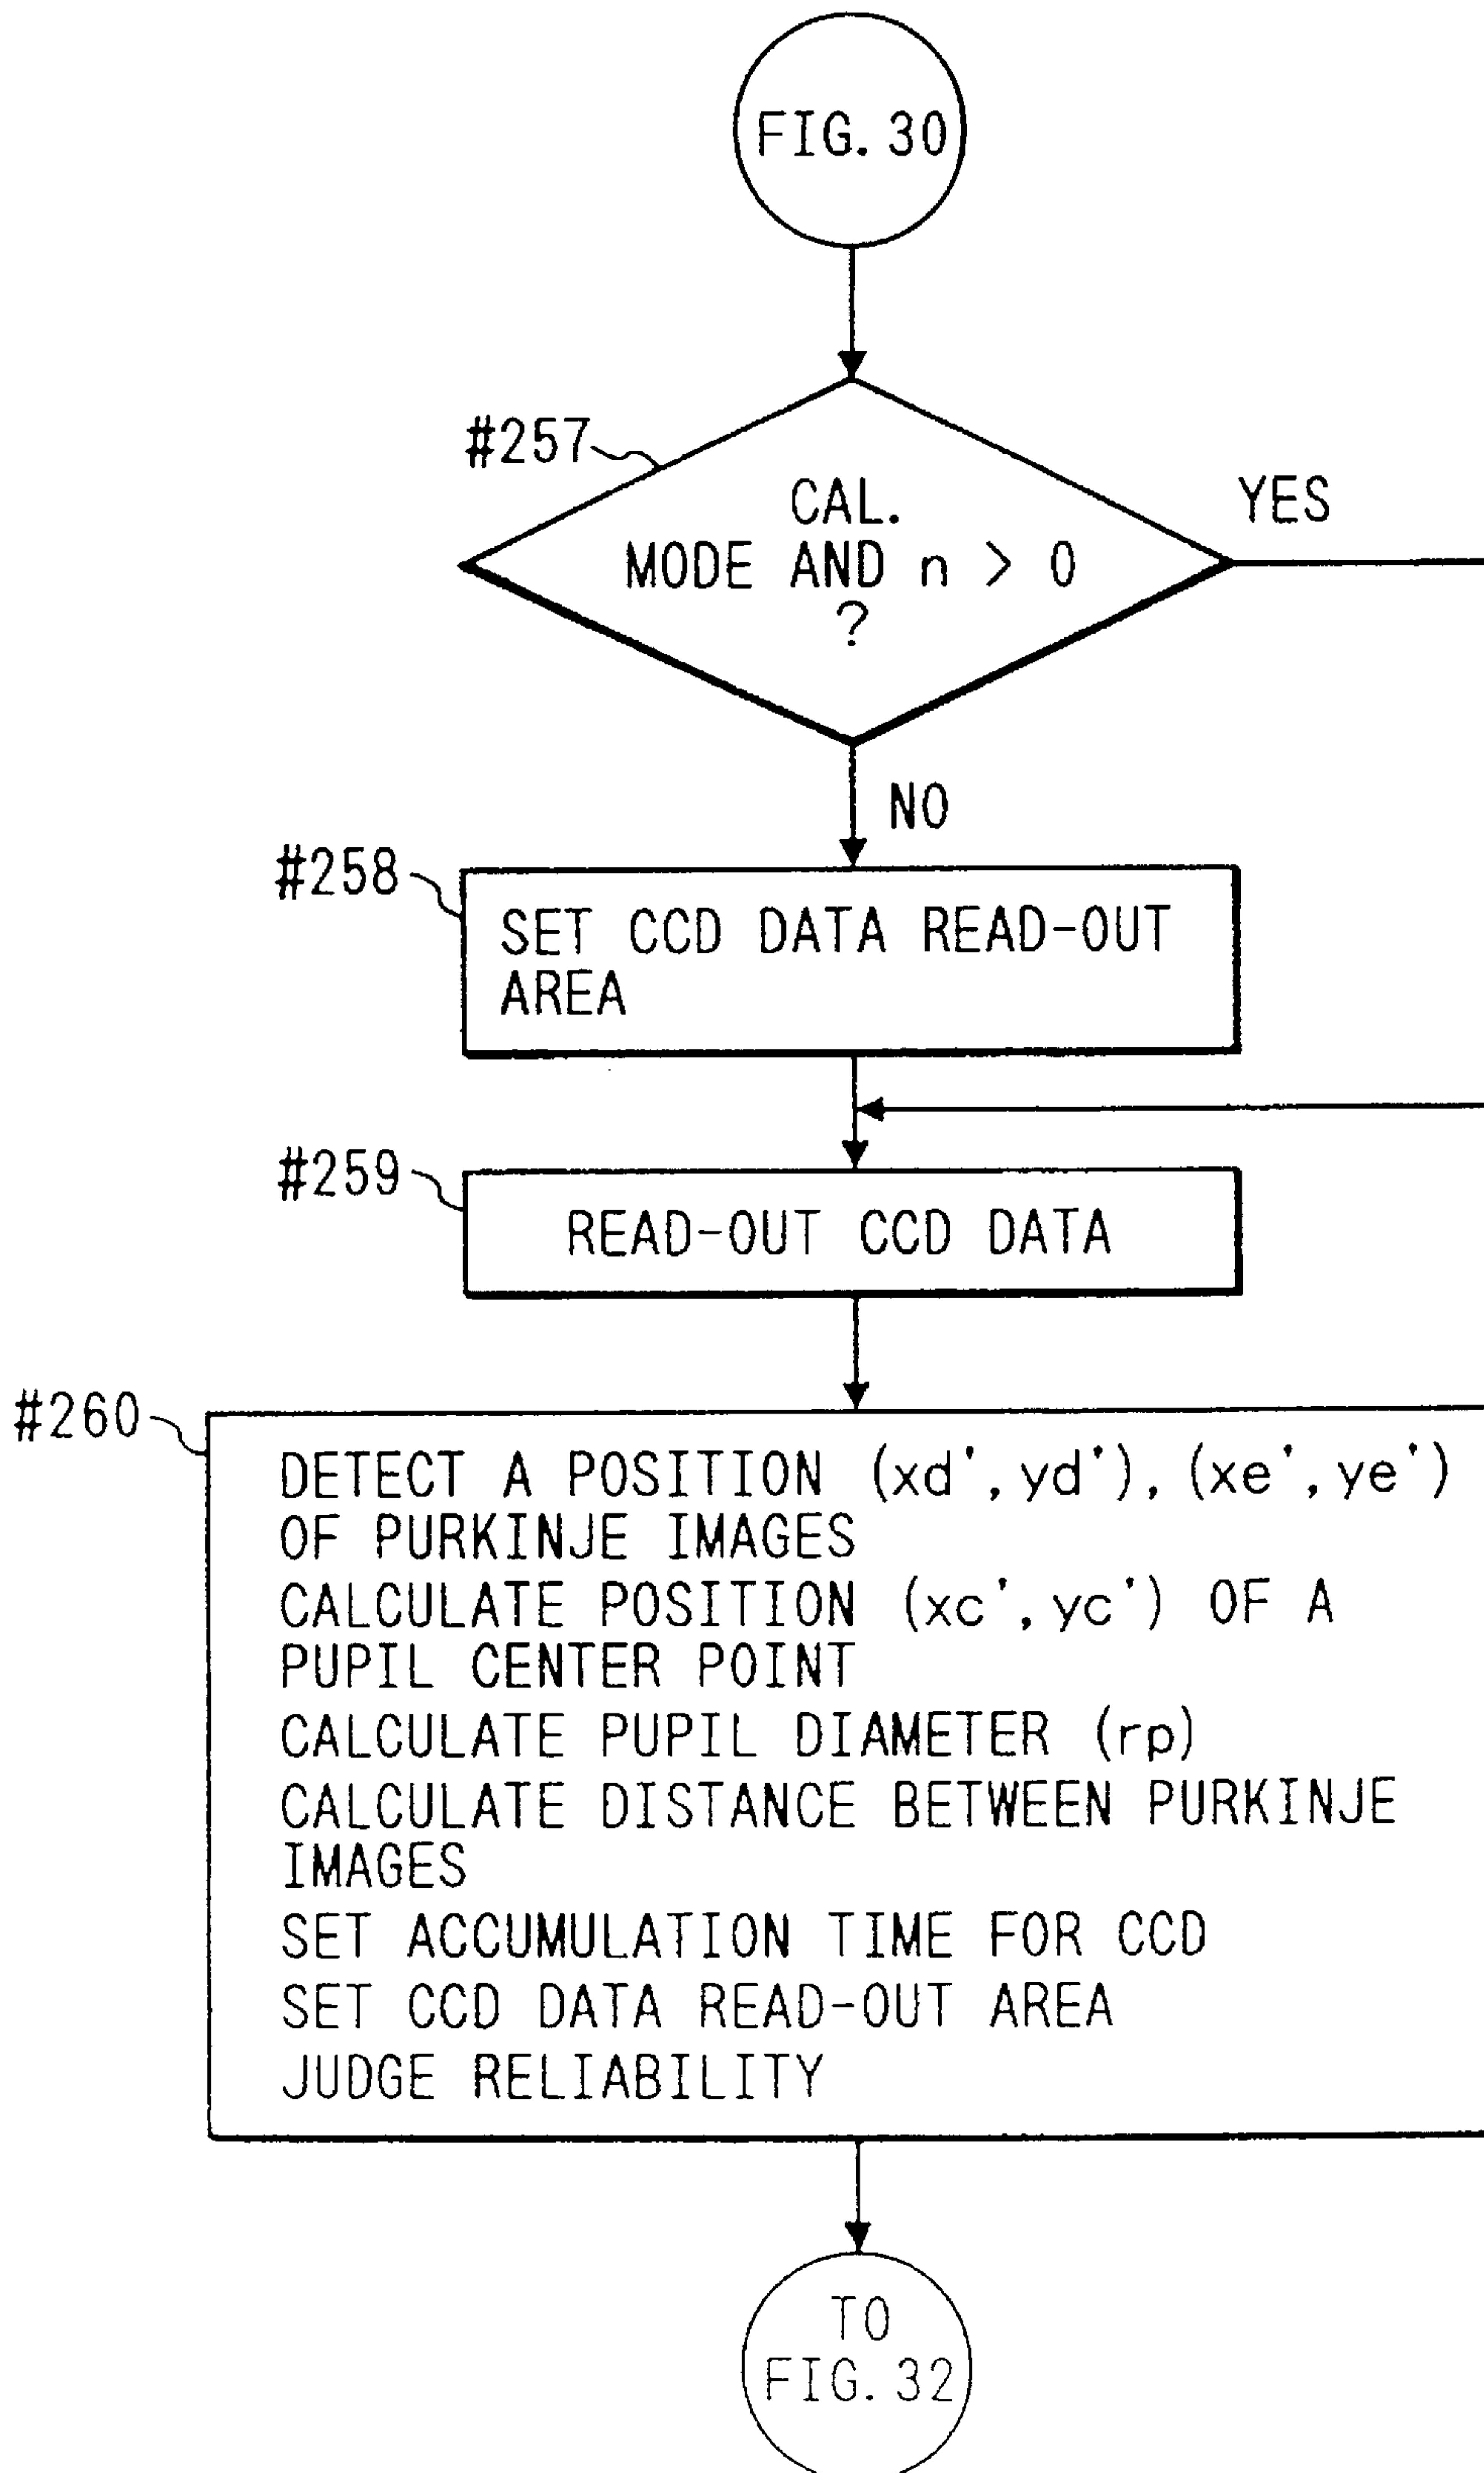 FIG. 30
#257
CAL.
MODE AND n > 0
?
YES
NO
#258
SET CCD DATA READ-OUT
AREA
#259
READ-OUT CCD DATA
#260
DETECT A POSITION (xd', yd'), (xe', ye')
OF PURKINJE IMAGES
CALCULATE POSITION (xc', yc') OF A
PUPIL CENTER POINT
CALCULATE PUPIL DIAMETER (rp)
CALCULATE DISTANCE BETWEEN PURKINJE
IMAGES
SET ACCUMULATION TIME FOR CCD
SET CCD DATA READ-OUT AREA
JUDGE RELIABILITY
TO
FIG. 32